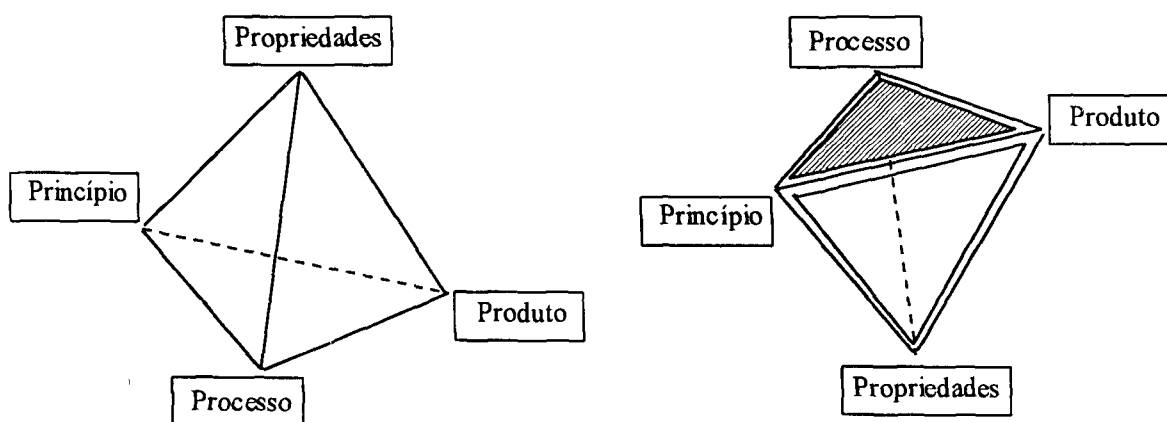 Propriedades
Princípio
Produto
Processo
Processo
Produto
Princípio
Propriedades